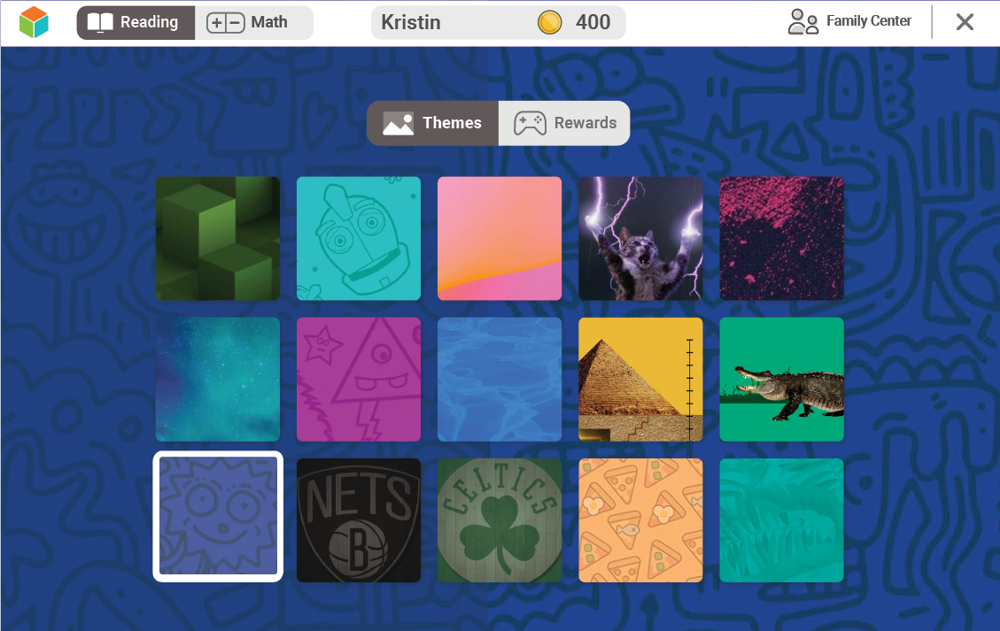 Reading
Math
Kristin
400
Family Center
Themes
Rewards
NETS
B
CELTICS